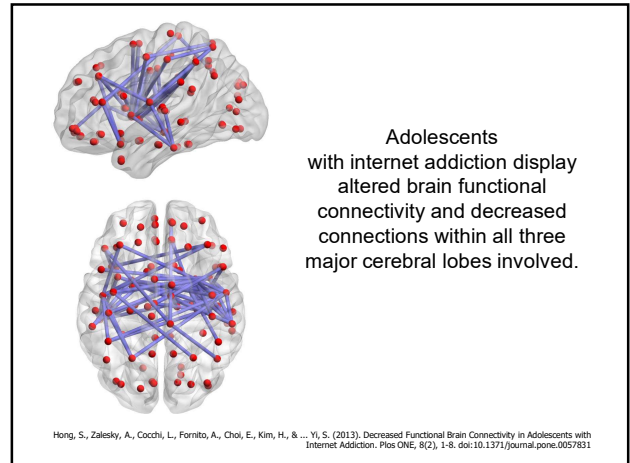 Adolescents
with internet addiction display
altered brain functional
connectivity and decreased
connections within all three
major cerebral lobes involved.
Hong, S., Zalesky, A., Cocchi, L., Fornito, A., Choi, E., Kim, H., & ... Yi, S. (2013). Decreased Functional Brain Connectivity in Adolescents with
Internet Addiction. Plos ONE, 8(2), 1-8. doi:10.1371/journal.pone.0057831